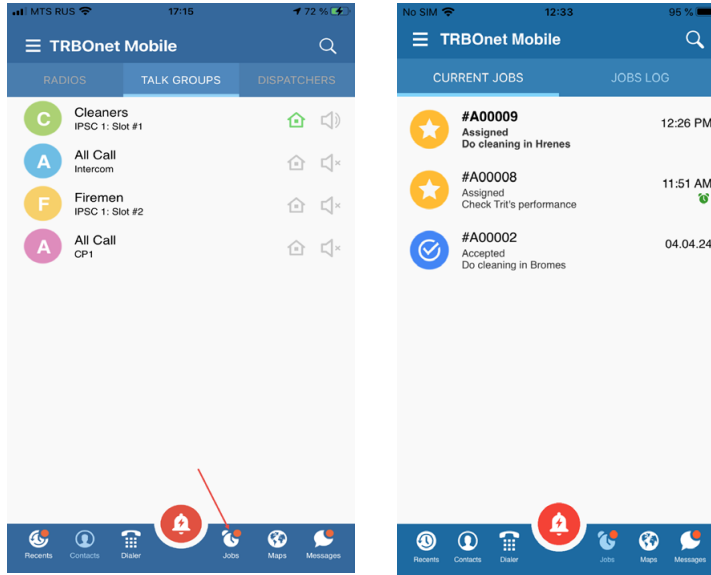 MTS RUS 17:15 72 %
TRBOnet Mobile
RADIOS TALK GROUPS DISPATCHERS
C Cleaners
IPSC 1: Slot #1
A All Call
Intercom
F Firemen
IPSC 1: Slot #2
A All Call
CP1
Recents Contacts Dialer Jobs Maps Messages
No SIM 12:33 95 %
TRBOnet Mobile
CURRENT JOBS JOBS LOG
#A00009 12:26 PM
Assigned
Do cleaning in Hrenes
#A00008 11:51 AM
Assigned
Check Trit's performance
#A00002 04.04.24
Accepted
Do cleaning in Bromes
Recents Contacts Dialer Jobs Maps Messages